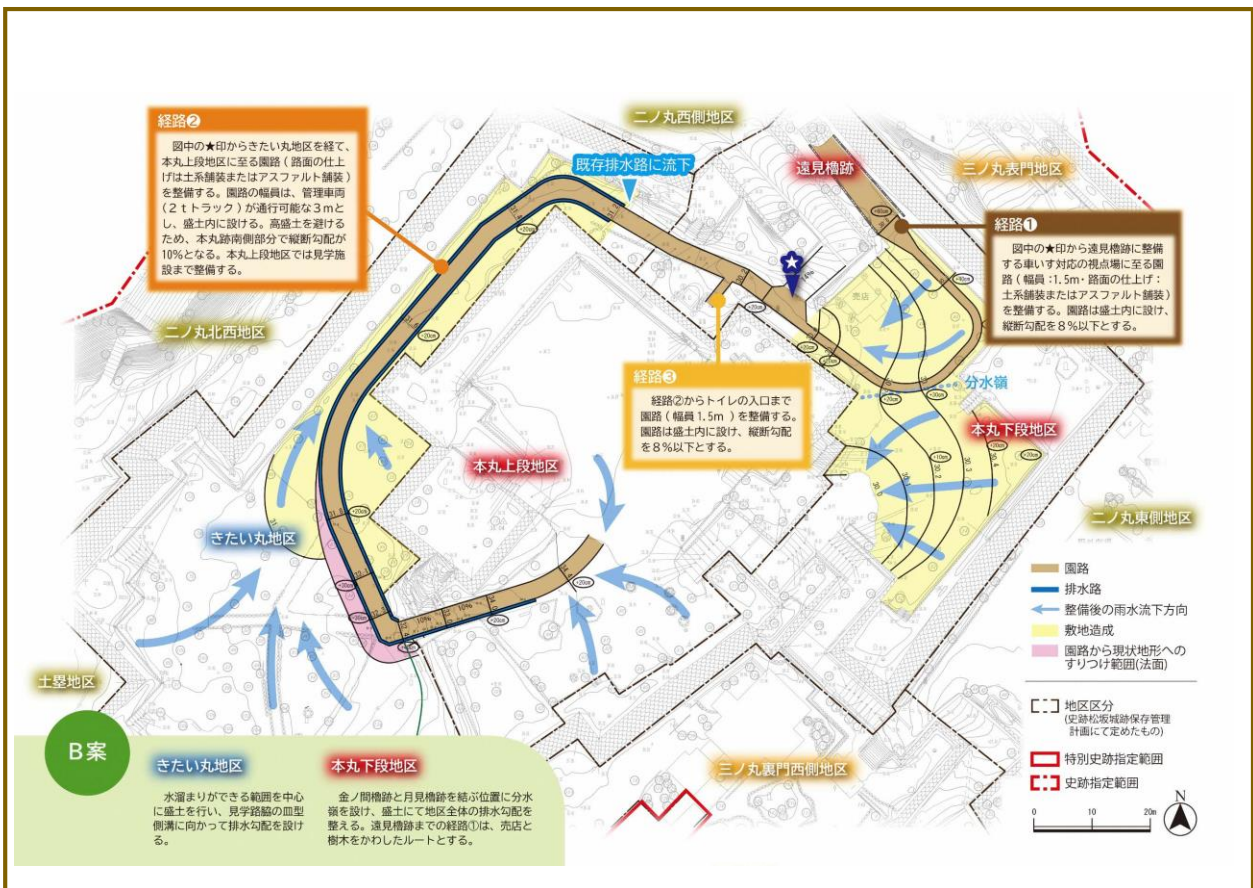 二ノ丸西側地区
経路❷
図中の★印からきたい丸地区を経て、
本丸上段地区に至る園路(路面の仕上
げは土系舗装またはアスファルト舗装)
を整備する。園路の幅員は、管理車両
(2tトラック)が通行可能な3mと
し、盛土内に設ける。高盛土を避ける
ため、本丸跡南側部分で縦断勾配が
10%となる。本丸上段地区では見学施
設まで整備する。
既存排水路に流下
遠見櫓跡
三ノ丸表門地区
経路❶
図中の★印から遠見櫓跡に整備
する車いす対応の視点場に至る園
路(幅員:1.5m・路面の仕上げ:
土系舗装またはアスファルト舗装)
を整備する。園路は盛土内に設け、
縦断勾配を8%以下とする。
売店
二ノ丸北西地区
経路❸
経路②からトイレの入口まで
園路(幅員1.5m)を整備する。
園路は盛土内に設け、縦断勾配
を8%以下とする。
分水嶺
本丸下段地区
本丸上段地区
二ノ丸東側地区
きたい丸地区
土塁地区
三ノ丸裏門西側地区
10%
10%
園路
排水路
整備後の雨水流下方向
敷地造成
園路から現状地形への
すりつけ範囲(法面)
地区区分
(史跡松坂城跡保存管理
計画にて定めたもの)
特別史跡指定範囲
史跡指定範囲
N
0 10 20m
B案
きたい丸地区
水溜まりができる範囲を中心
に盛土を行い、見学路脇の皿型
側溝に向かって排水勾配を設け
る。
本丸下段地区
金ノ間櫓跡と月見櫓跡を結ぶ位置に分水
嶺を設け、盛土にて地区全体の排水勾配を
整える。遠見櫓跡までの経路①は、売店と
樹木をかわしたルートとする。